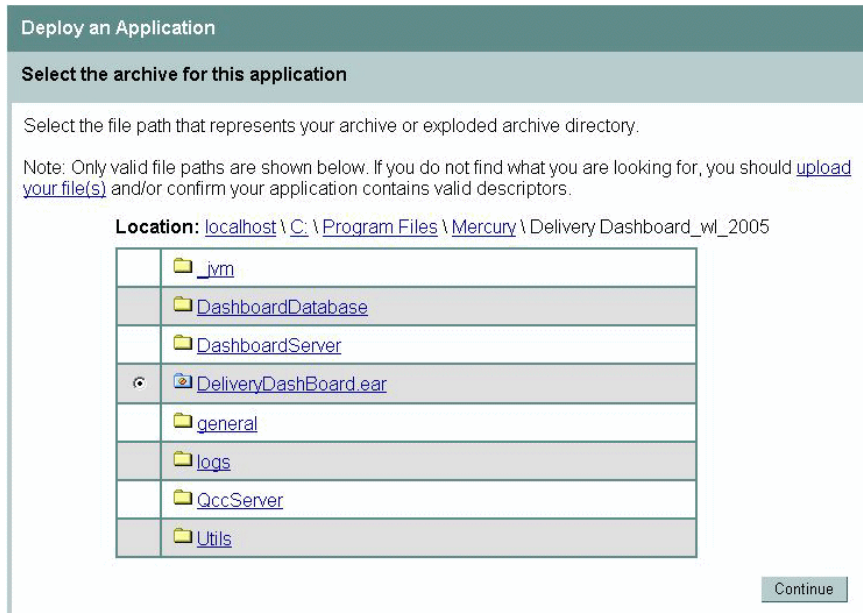 Deploy an Application
Select the archive for this application
Select the file path that represents your archive or exploded archive directory.
Note: Only valid file paths are shown below. If you do not find what you are looking for, you should upload
your file(s) and/or confirm your application contains valid descriptors.
Location: localhost \ C: \ Program Files \ Mercury \ Delivery Dashboard_wl_2005
_jvm
DashboardDatabase
DashboardServer
DeliveryDashBoard.ear
general
logs
QccServer
Utils
Continue